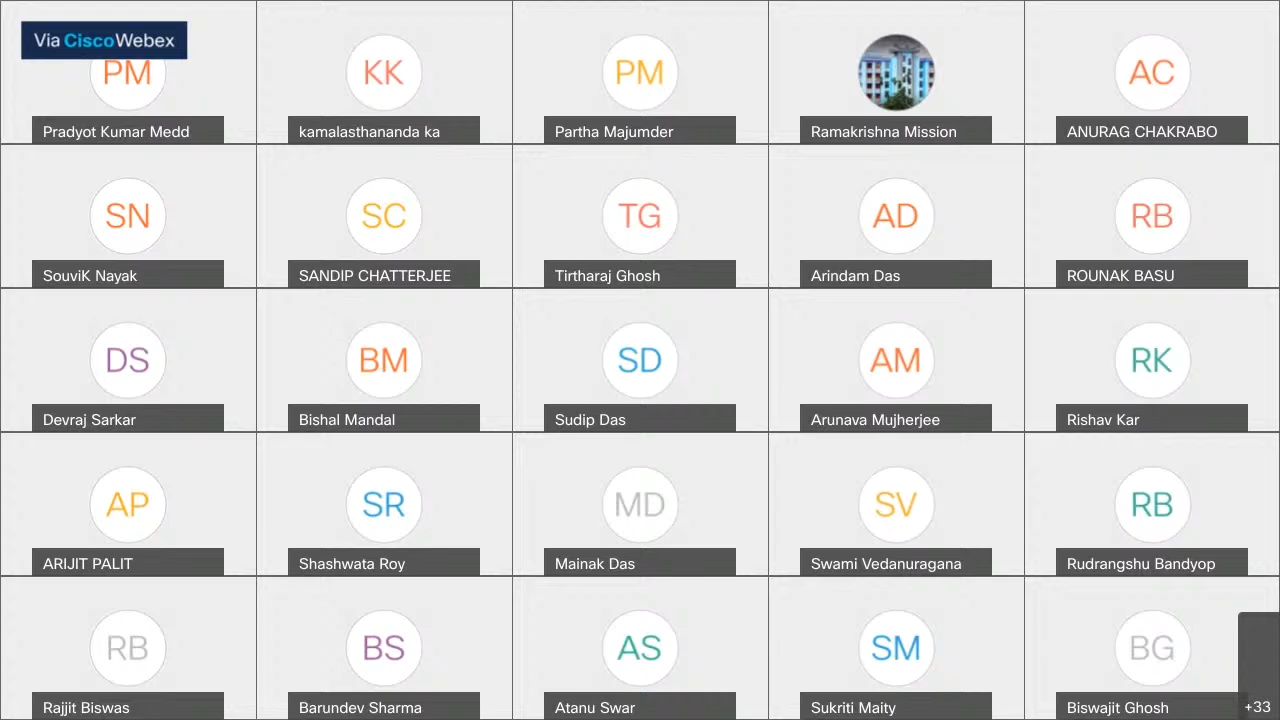 Via CiscoWebex
PM
KK
PM
AC
Pradyot Kumar Medd
kamalasthananda ka
Partha Majumder
Ramakrishna Mission
ANURAG CHAKRABO
SN
SC
TG
AD
RB
SouviK Nayak
SANDIP CHATTERJEE
Tirtharaj Ghosh
Arindam Das
ROUNAK BASU
DS
BM
SD
AM
RK
Devraj Sarkar
Bishal Mandal
Sudip Das
Arunava Mujherjee
Rishav Kar
AP
SR
MD
SV
RB
ARIJIT PALIT
Shashwata Roy
Mainak Das
Swami Vedanuragana
Rudrangshu Bandyop
RB
BS
AS
SM
BG
Rajjit Biswas
Barundev Sharma
Atanu Swar
Sukriti Maity
Biswajit Ghosh
+33